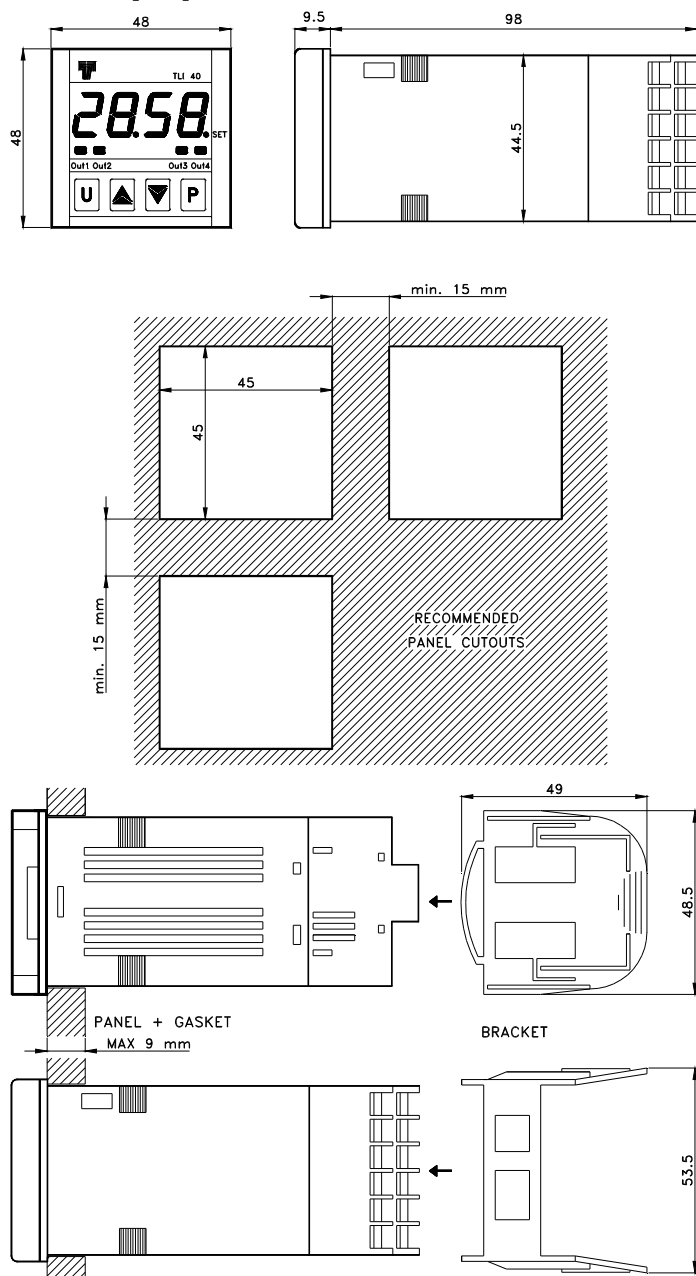 48
9.5
98
48
TLI 40
28.58.
SET
Out1 Out2
Out3 Out4
U
P
44.5
min. 15 mm
45
45
min. 15 mm
RECOMMENDED
PANEL CUTOUTS
49
48.5
PANEL + GASKET
MAX 9 mm
BRACKET
53.5